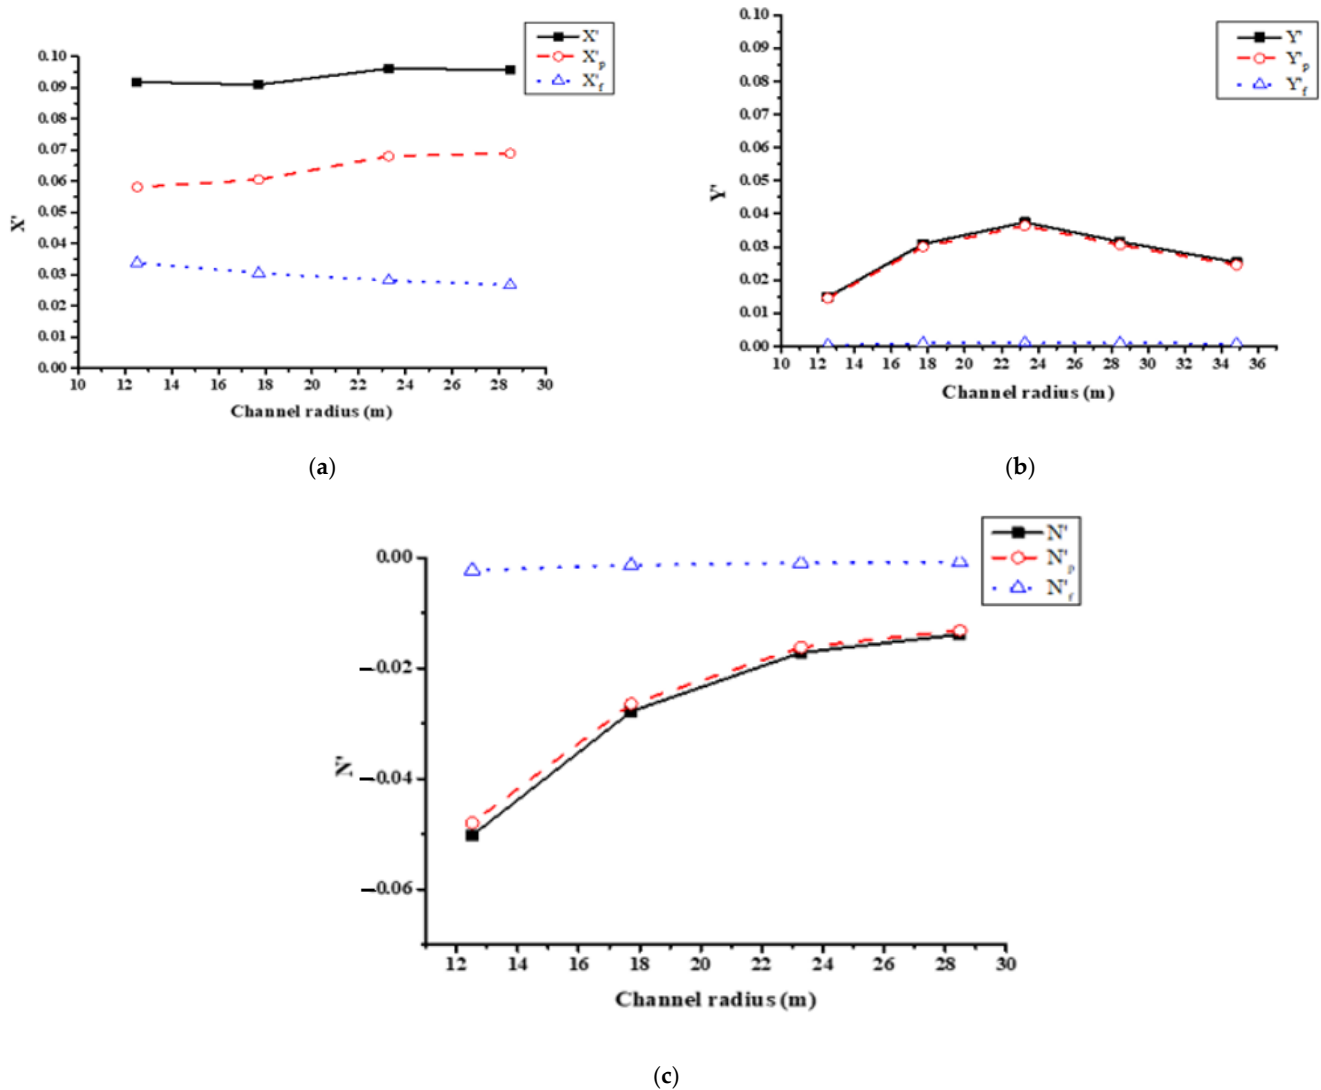 X'
X'p
X'f
0.10
0.09
0.08
0.07
0.06
0.05
0.04
0.03
0.02
0.01
0.00
X'
10 12 14 16 18 20 22 24 26 28 30
Channel radius (m)
(a)
Y'
Y'p
Y'f
0.10
0.09
0.08
0.07
0.06
0.05
0.04
0.03
0.02
0.01
0.00
Y'
10 12 14 16 18 20 22 24 26 28 30 32 34 36
Channel radius (m)
(b)
N'
N'p
N'f
0.00
−0.02
−0.04
−0.06
N'
12 14 16 18 20 22 24 26 28 30
Channel radius (m)
(c)